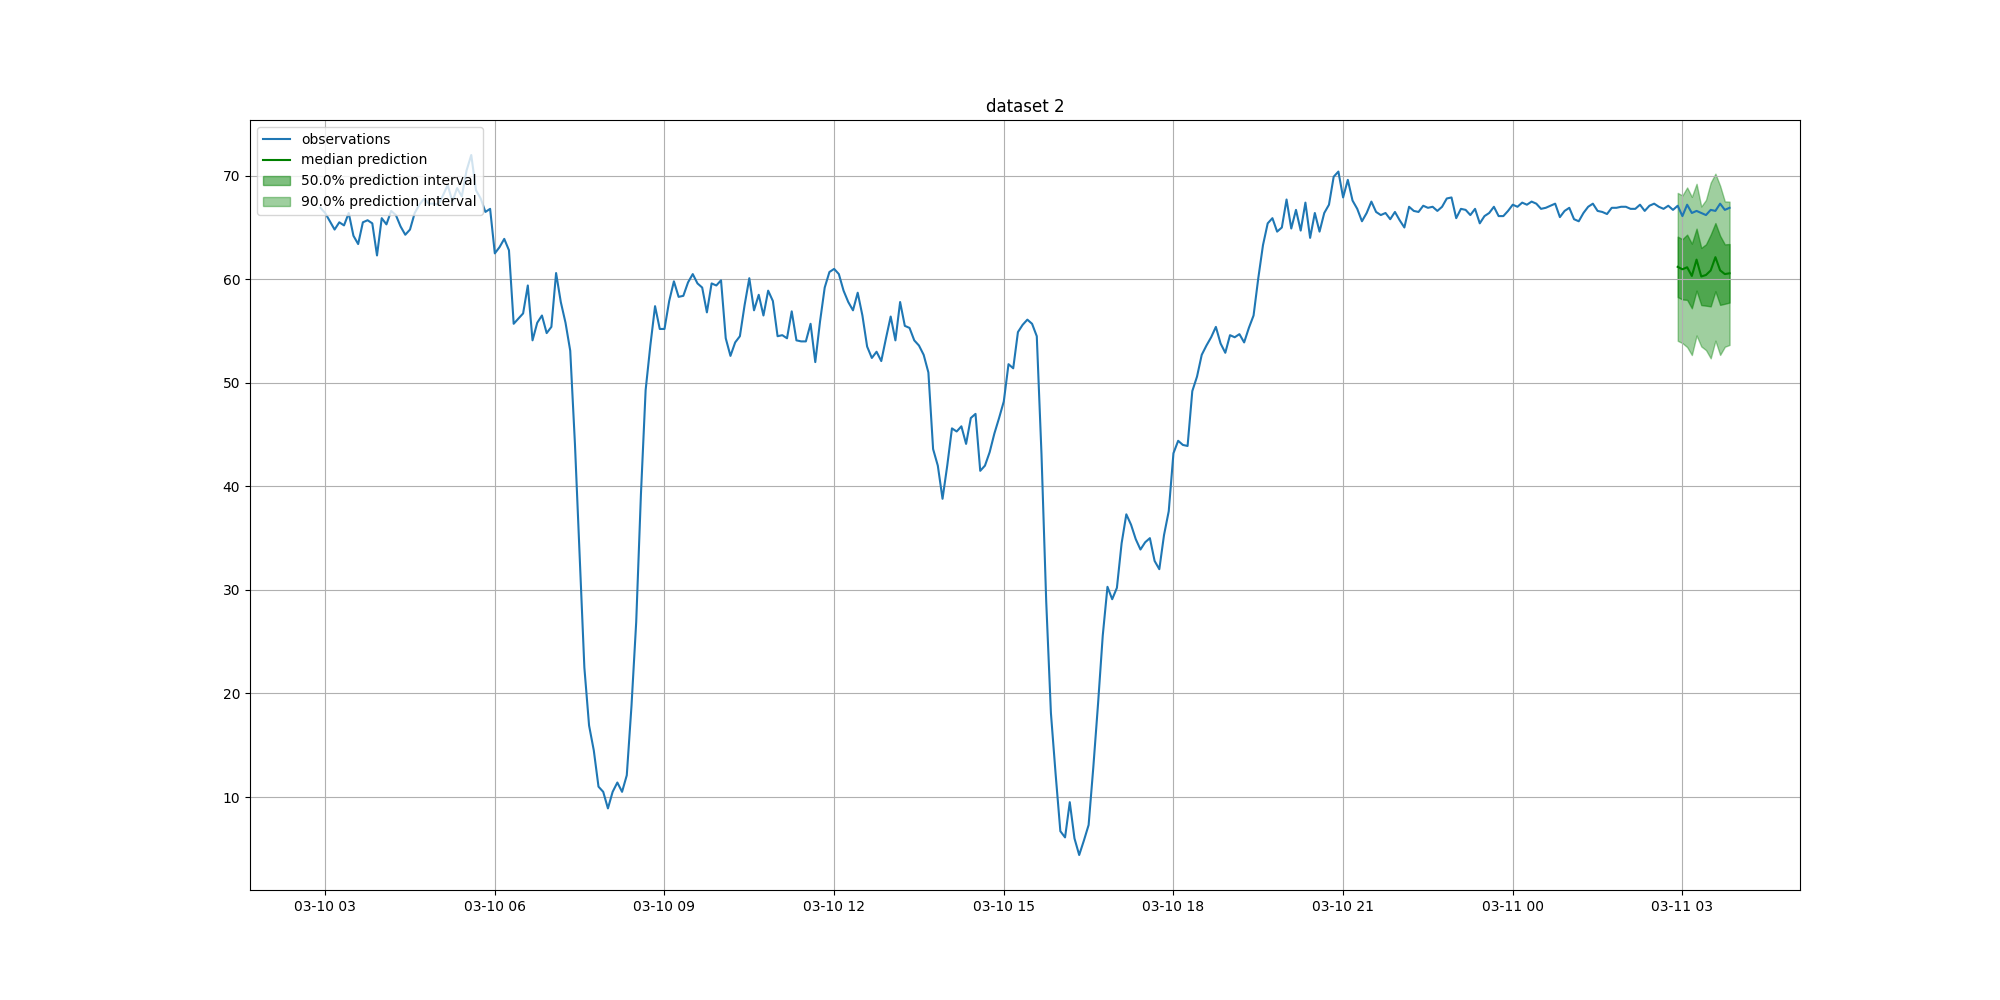 dataset 2
observations
median prediction
50.0% prediction interval
90.0% prediction interval
70
60
50
40
30
20
10
03-10 03 03-10 06 03-10 09 03-10 12 03-10 15 03-10 18 03-10 21 03-11 00 03-11 03